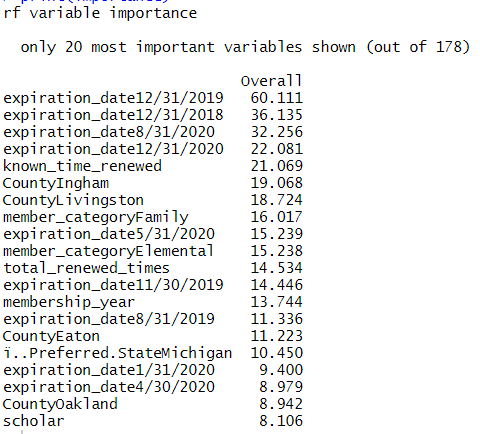 rf variable importance
only 20 most important variables shown (out of 178)
Overall
expiration_date12/31/2019 60.111
expiration_date12/31/2018 36.135
expiration_date8/31/2020 32.256
expiration_date12/31/2020 22.081
known_time_renewed 21.069
CountyIngham 19.068
CountyLivingston 18.724
member_categoryFamily 16.017
expiration_date5/31/2020 15.239
member_categoryElemental 15.238
total_renewed_times 14.534
expiration_date11/30/2019 14.446
membership_year 13.744
expiration_date8/31/2019 11.336
CountyEaton 11.223
ï..Preferred.StateMichigan 10.450
expiration_date1/31/2020 9.400
expiration_date4/30/2020 8.979
CountyOakland 8.942
scholar 8.106